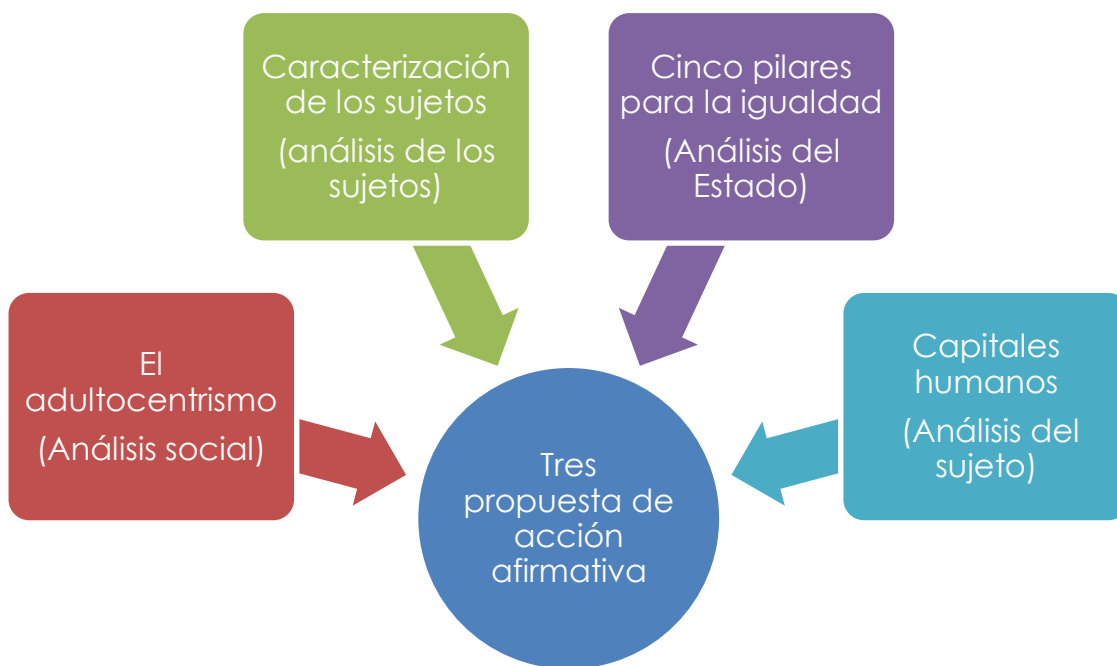 Caracterización
de los sujetos
(análisis de los
sujetos)
Cinco pilares
para la igualdad
(Análisis del
Estado)
El
adultocentrismo
(Análisis social)
Capitales
humanos
(Análisis del
sujeto)
Tres
propuesta de
acción
afirmativa